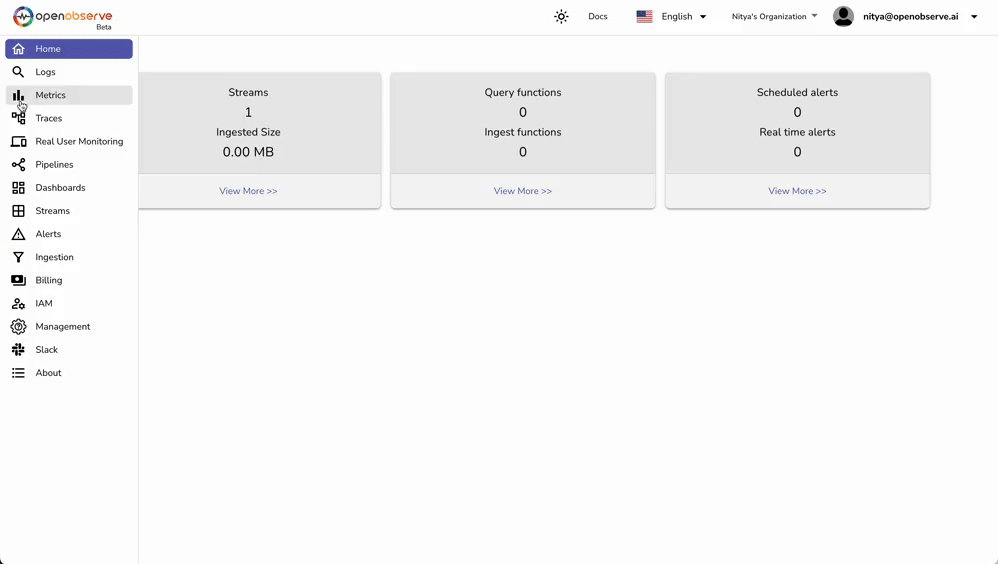 openobserve
Beta
Docs
English
Nitya's Organization
nitya@openobserve.ai
Home
Logs
Metrics
Traces
Real User Monitoring
Pipelines
Dashboards
Streams
Alerts
Ingestion
Billing
IAM
Management
Slack
About
Streams
1
Ingested Size
0.00 MB
View More >>
Query functions
0
Ingest functions
0
View More >>
Scheduled alerts
0
Real time alerts
0
View More >>